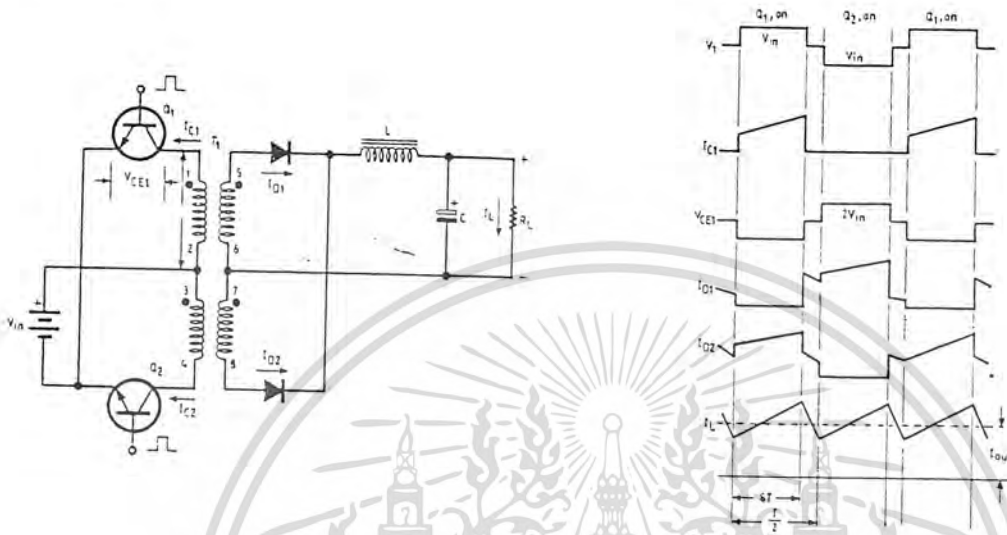 Q1
IC1
T1
VCE1
1
2
3
4
5
6
7
8
ID1
L
+
C
IL
RL
−
+
Vin
Q2
IC2
ID2
Q1, on
Q2, on
Q1, on
V1
Vin
Vin
IC1
VCE1
2Vin
ID1
ID2
IL
δT
T/2